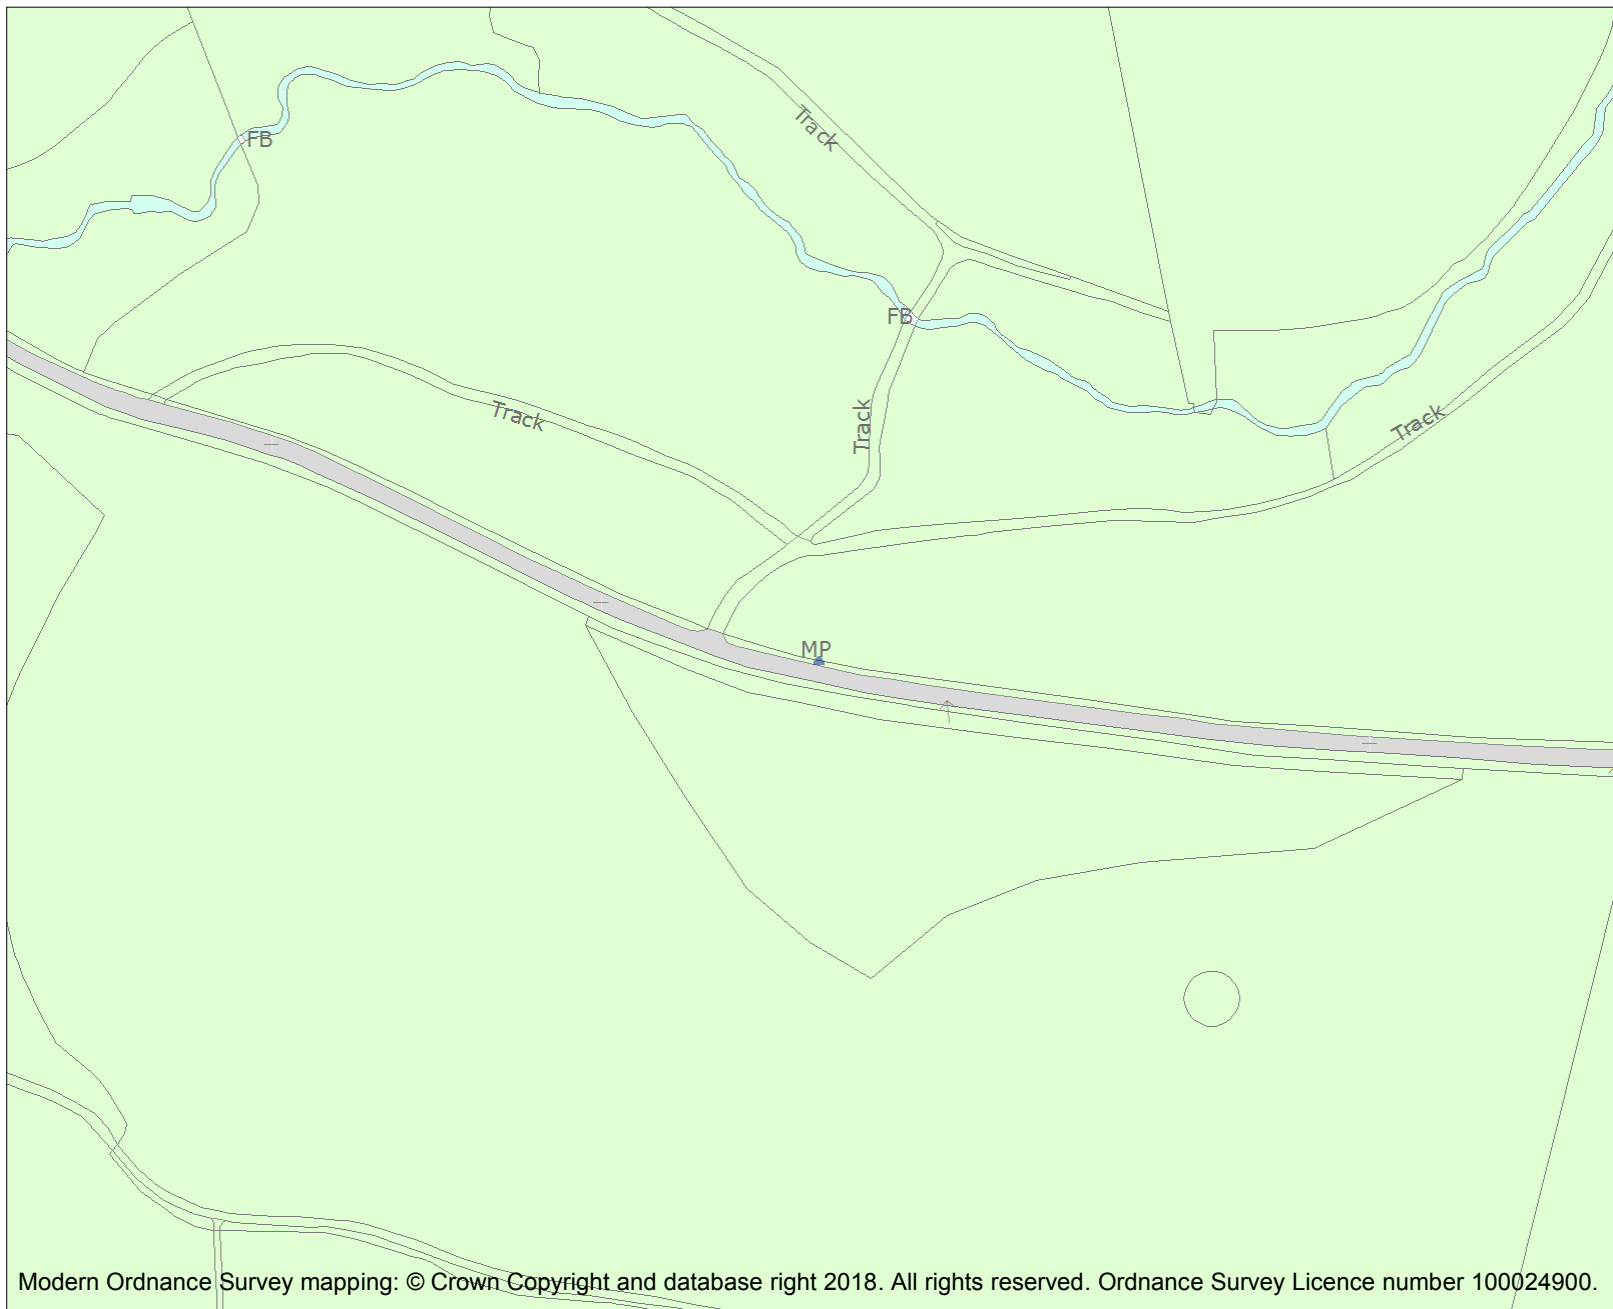 Track
FB
FB
Track
Track
Track
MP
Modern Ordnance Survey mapping: © Crown Copyright and database right 2018. All rights reserved. Ordnance Survey Licence number 100024900.